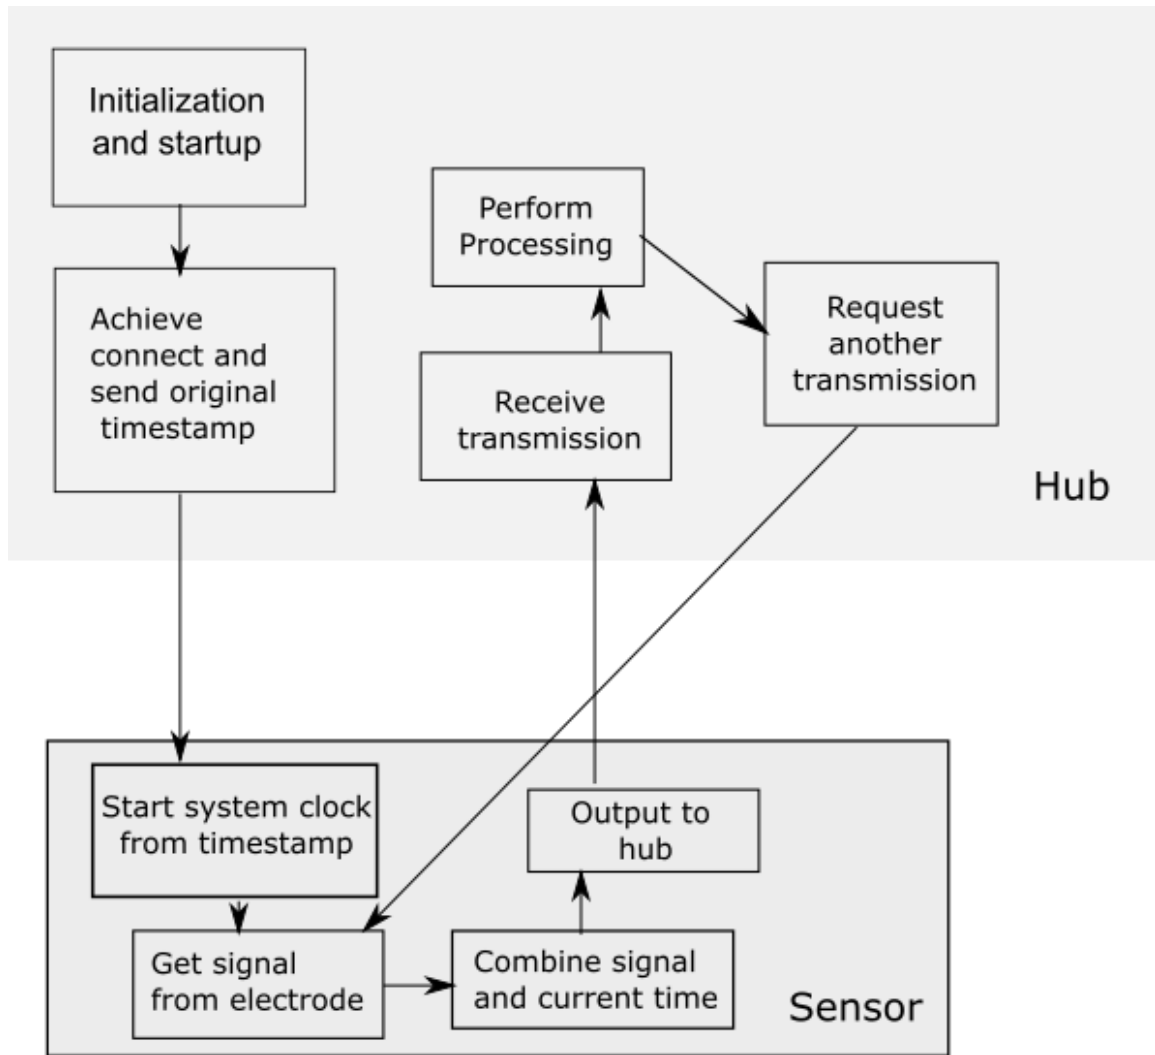 Initialization
and startup
Achieve
connect and
send original
timestamp
Perform
Processing
Receive
transmission
Request
another
transmission
Hub
Start system clock
from timestamp
Get signal
from electrode
Combine signal
and current time
Output to
hub
Sensor